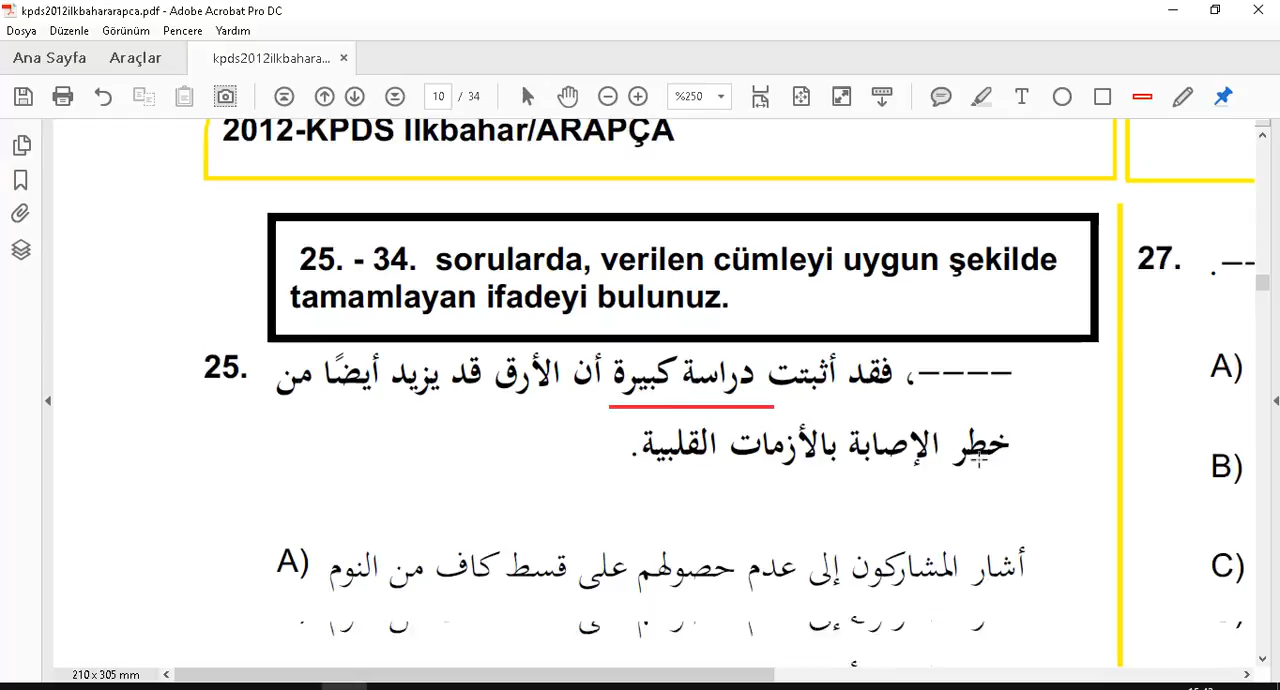 kpds2012ilkbahararapca.pdf - Adobe Acrobat Pro DC
Dosya Düzenle Görünüm Pencere Yardım
Ana Sayfa Araçlar kpds2012ilkbahara... ×
10 / 34 %250
2012-KPDS İlkbahar/ARAPÇA
25. - 34. sorularda, verilen cümleyi uygun şekilde
tamamlayan ifadeyi bulunuz.
25. ----، فقد أثبتت دراسة كبيرة أن الأرق قد يزيد أيضًا من
خطر الإصابة بالأزمات القلبية.
A) أشار المشاركون إلى عدم حصولهم على قسط كاف من النوم
27. .--
A)
B)
C)
210 x 305 mm